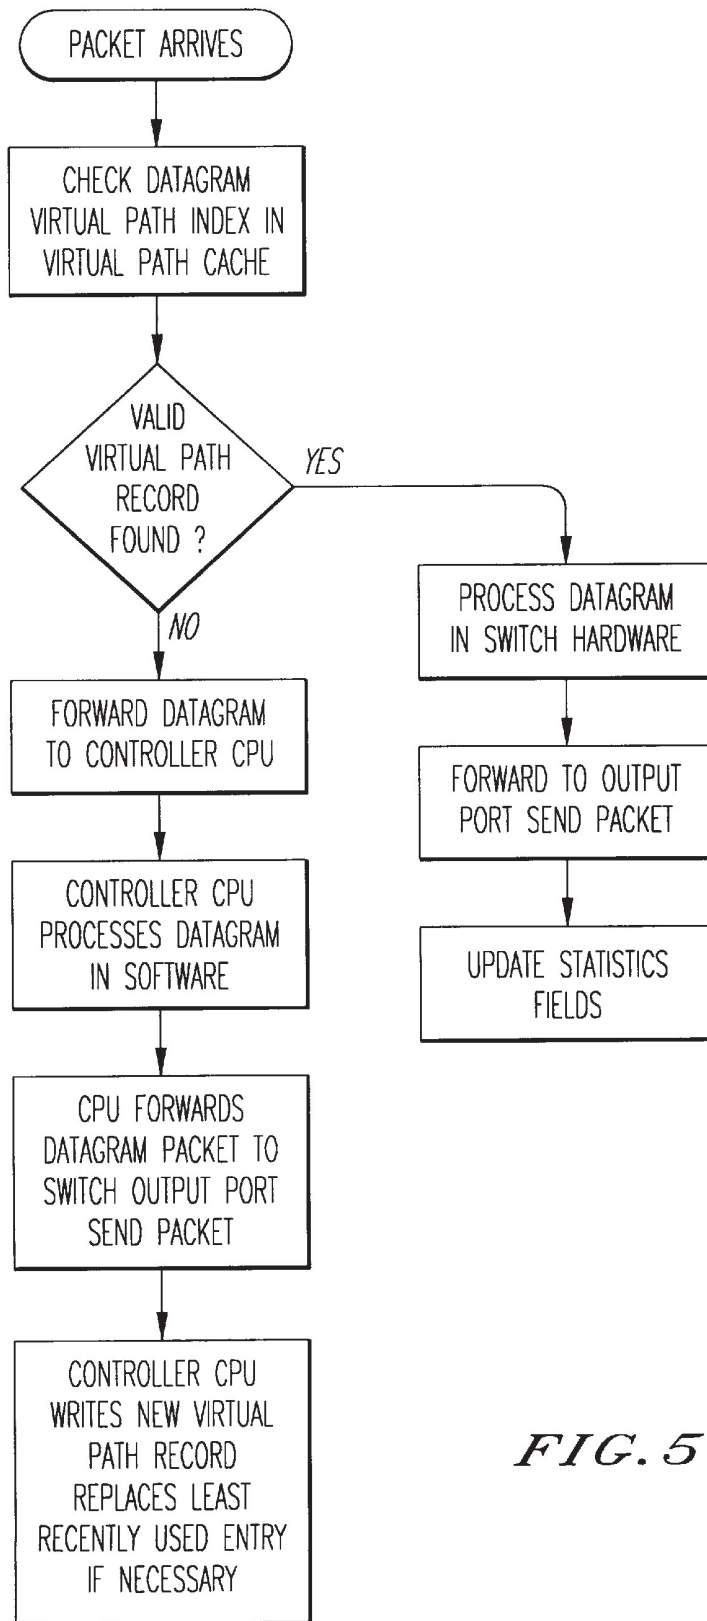 PACKET ARRIVES
CHECK DATAGRAM
VIRTUAL PATH INDEX IN
VIRTUAL PATH CACHE
VALID
VIRTUAL PATH
RECORD
FOUND ?
YES
NO
PROCESS DATAGRAM
IN SWITCH HARDWARE
FORWARD TO OUTPUT
PORT SEND PACKET
UPDATE STATISTICS
FIELDS
FORWARD DATAGRAM
TO CONTROLLER CPU
CONTROLLER CPU
PROCESSES DATAGRAM
IN SOFTWARE
CPU FORWARDS
DATAGRAM PACKET TO
SWITCH OUTPUT PORT
SEND PACKET
CONTROLLER CPU
WRITES NEW VIRTUAL
PATH RECORD
REPLACES LEAST
RECENTLY USED ENTRY
IF NECESSARY
FIG. 5